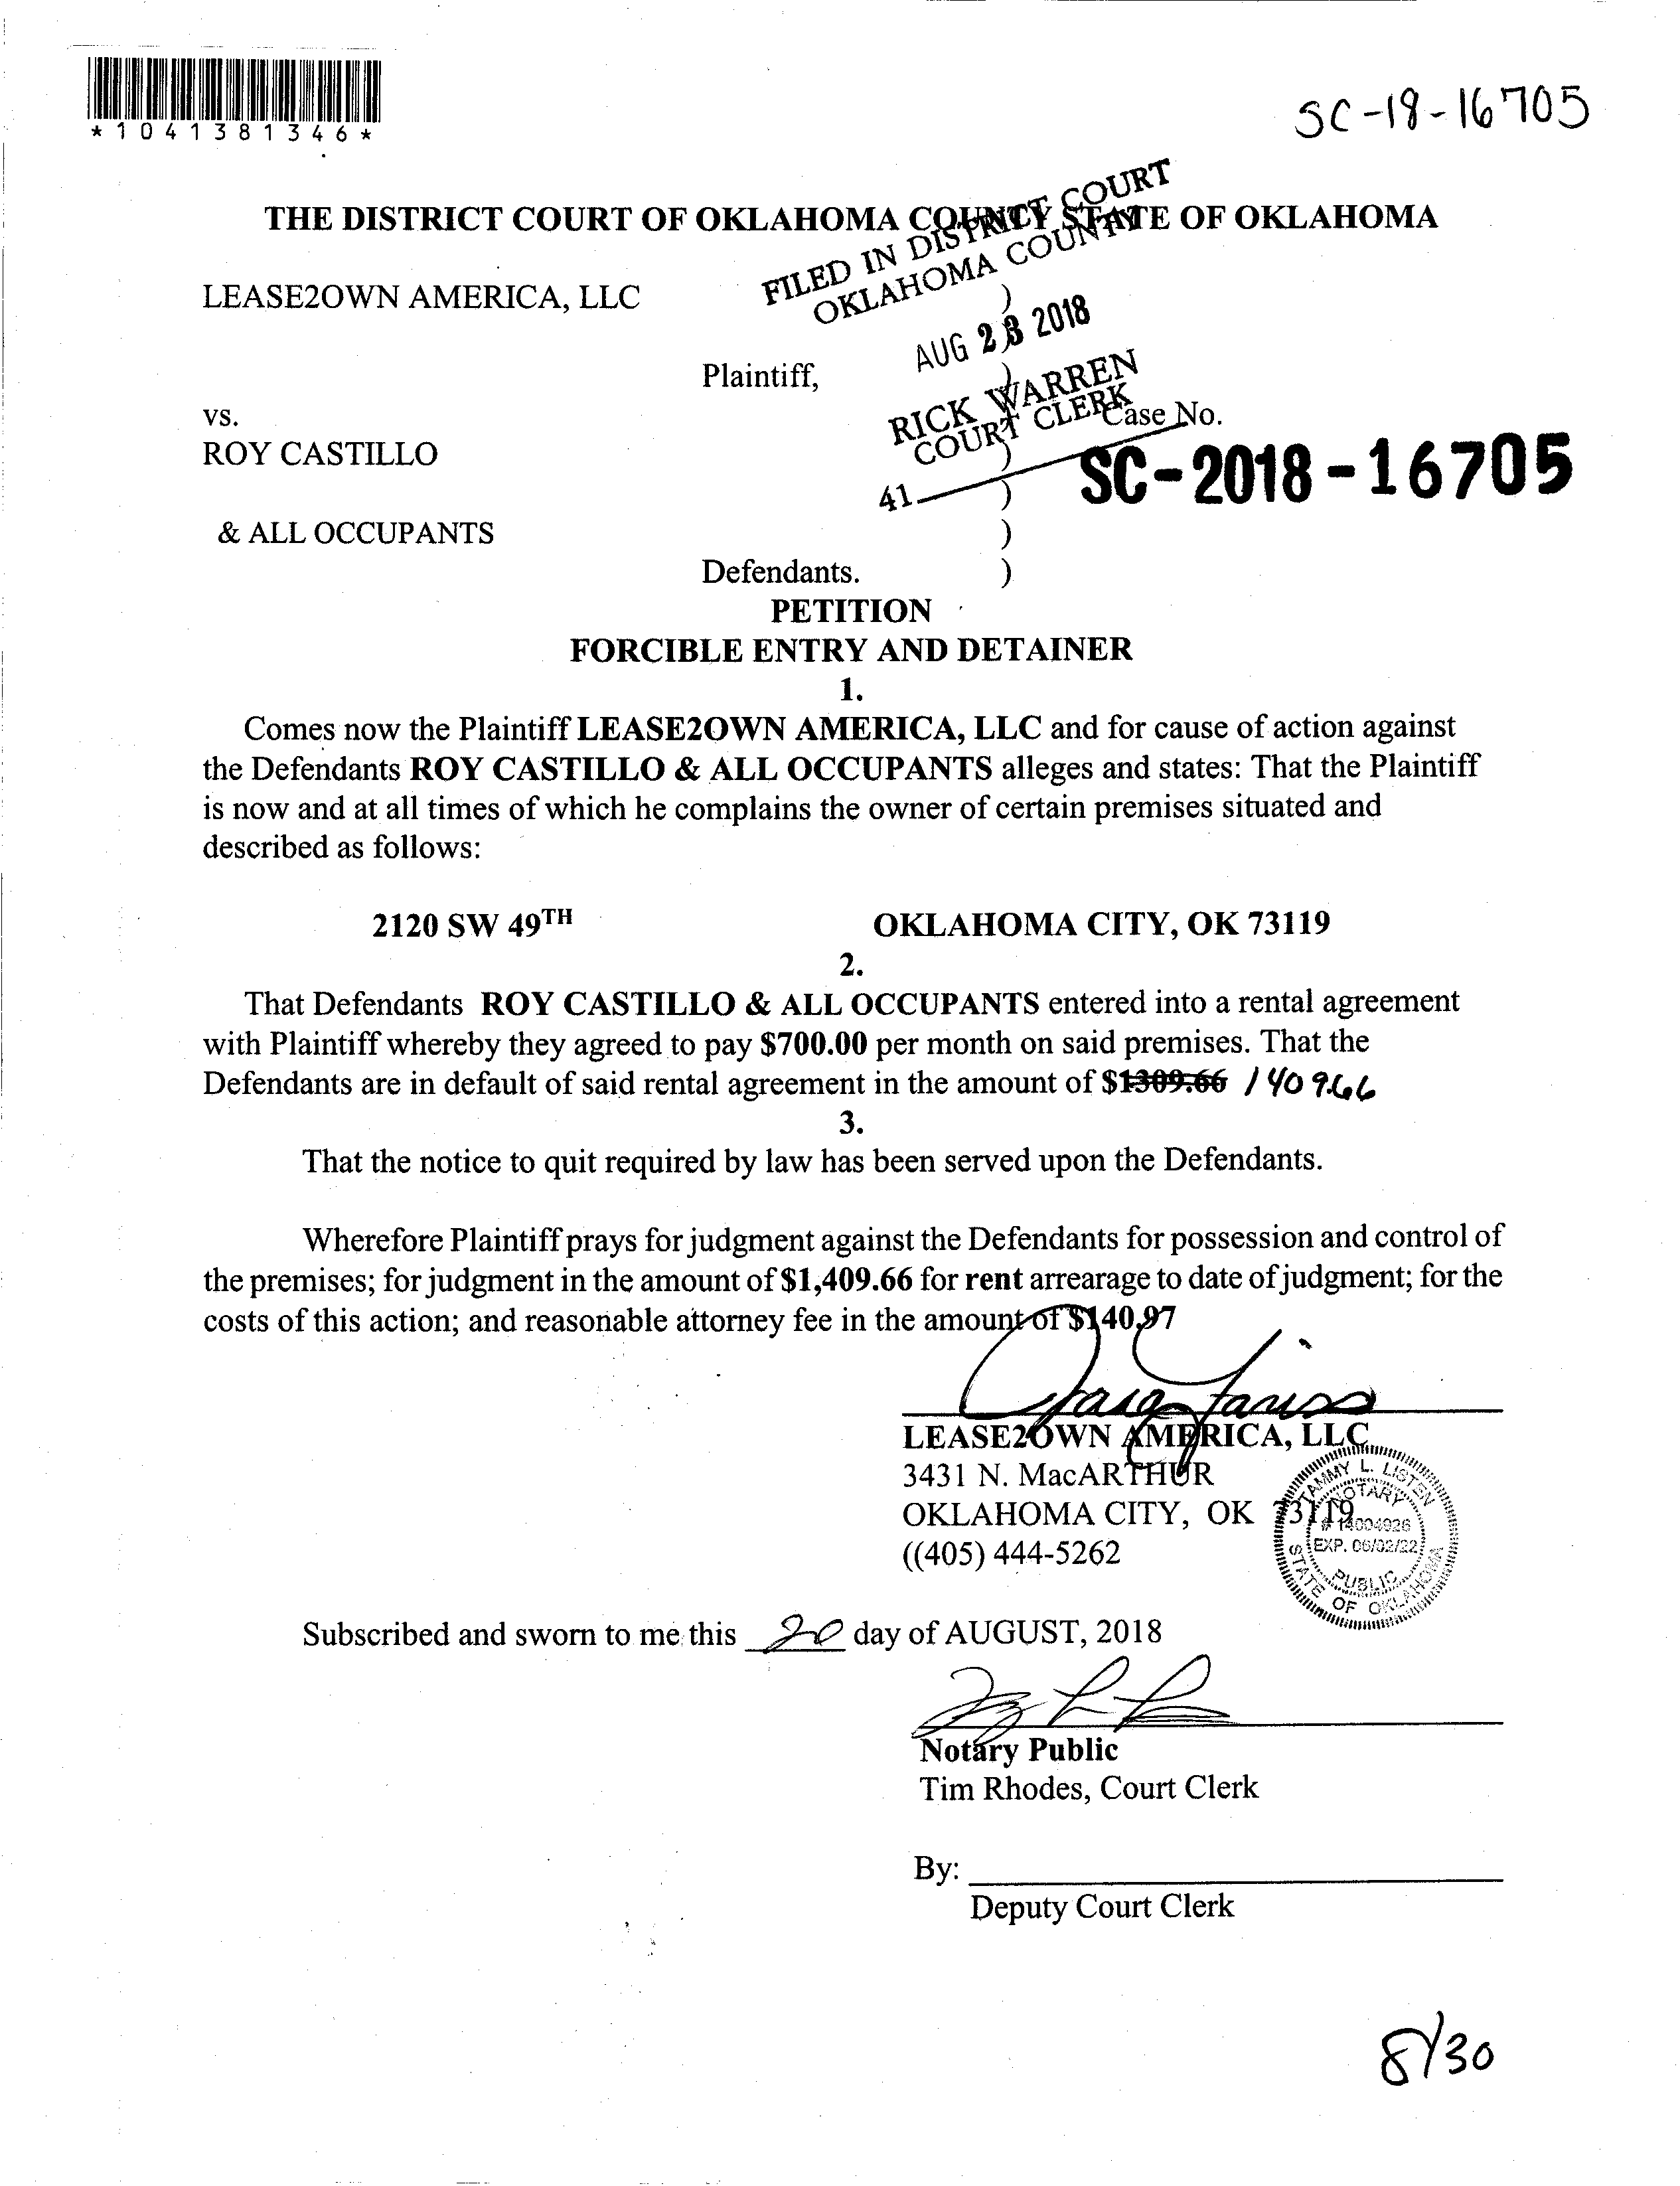 *1041381346*
SC-18-16705
THE DISTRICT COURT OF OKLAHOMA COUNTY STATE OF OKLAHOMA
FILED IN DISTRICT COURT
OKLAHOMA COUNTY
LEASE2OWN AMERICA, LLC )
AUG 23 2018
Plaintiff, )
RICK WARREN
COURT CLERK
vs. ) Case No.
ROY CASTILLO )
41 ) SC-2018-16705
& ALL OCCUPANTS )
Defendants. )
PETITION
FORCIBLE ENTRY AND DETAINER
1.
Comes now the Plaintiff LEASE2OWN AMERICA, LLC and for cause of action against
the Defendants ROY CASTILLO & ALL OCCUPANTS alleges and states: That the Plaintiff
is now and at all times of which he complains the owner of certain premises situated and
described as follows:
2120 SW 49TH OKLAHOMA CITY, OK 73119
2.
That Defendants ROY CASTILLO & ALL OCCUPANTS entered into a rental agreement
with Plaintiff whereby they agreed to pay $700.00 per month on said premises. That the
Defendants are in default of said rental agreement in the amount of $1309.66 1409.66
3.
That the notice to quit required by law has been served upon the Defendants.
Wherefore Plaintiff prays for judgment against the Defendants for possession and control of
the premises; for judgment in the amount of $1,409.66 for rent arrearage to date of judgment; for the
costs of this action; and reasonable attorney fee in the amount of $140.97
LEASE2OWN AMERICA, LLC
3431 N. MacARTHUR
OKLAHOMA CITY, OK 73119
((405) 444-5262
TAMMY L. LISTEN
NOTARY
# 14004926
EXP. 06/02/22
PUBLIC
STATE OF OKLAHOMA
Subscribed and sworn to me this 20 day of AUGUST, 2018
Notary Public
Tim Rhodes, Court Clerk
By:
Deputy Court Clerk
8/30